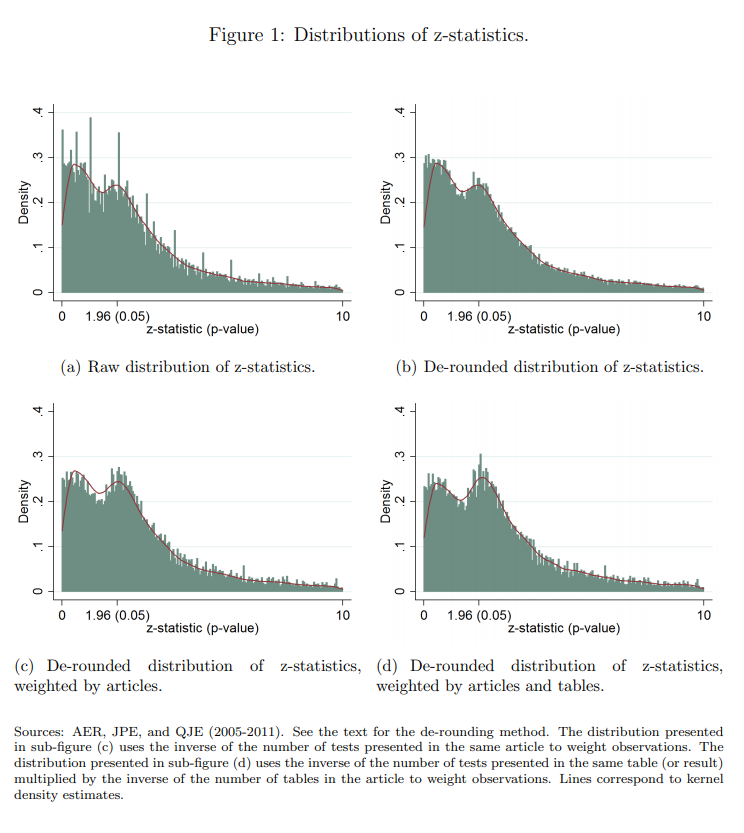 Figure 1: Distributions of z-statistics.
.4
.3
.2
.1
0
Density
0
1.96 (0.05)
10
z-statistic (p-value)
.4
.3
.2
.1
0
Density
0
1.96 (0.05)
10
z-statistic (p-value)
(a) Raw distribution of z-statistics.
(b) De-rounded distribution of z-statistics.
.4
.3
.2
.1
0
Density
0
1.96 (0.05)
10
z-statistic (p-value)
.4
.3
.2
.1
0
Density
0
1.96 (0.05)
10
z-statistic (p-value)
(c) De-rounded distribution of z-statistics,
weighted by articles.
(d) De-rounded distribution of z-statistics,
weighted by articles and tables.
Sources: AER, JPE, and QJE (2005-2011). See the text for the de-rounding method. The distribution presented
in sub-figure (c) uses the inverse of the number of tests presented in the same article to weight observations. The
distribution presented in sub-figure (d) uses the inverse of the number of tests presented in the same table (or result)
multiplied by the inverse of the number of tables in the article to weight observations. Lines correspond to kernel
density estimates.